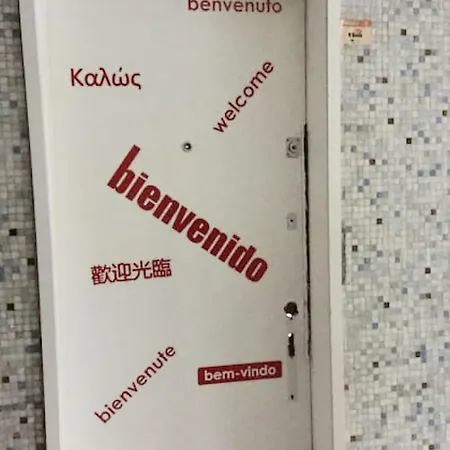 benvenuto
Καλώς
welcome
bienvenido
歡迎光臨
bienvenute
bem-vindo